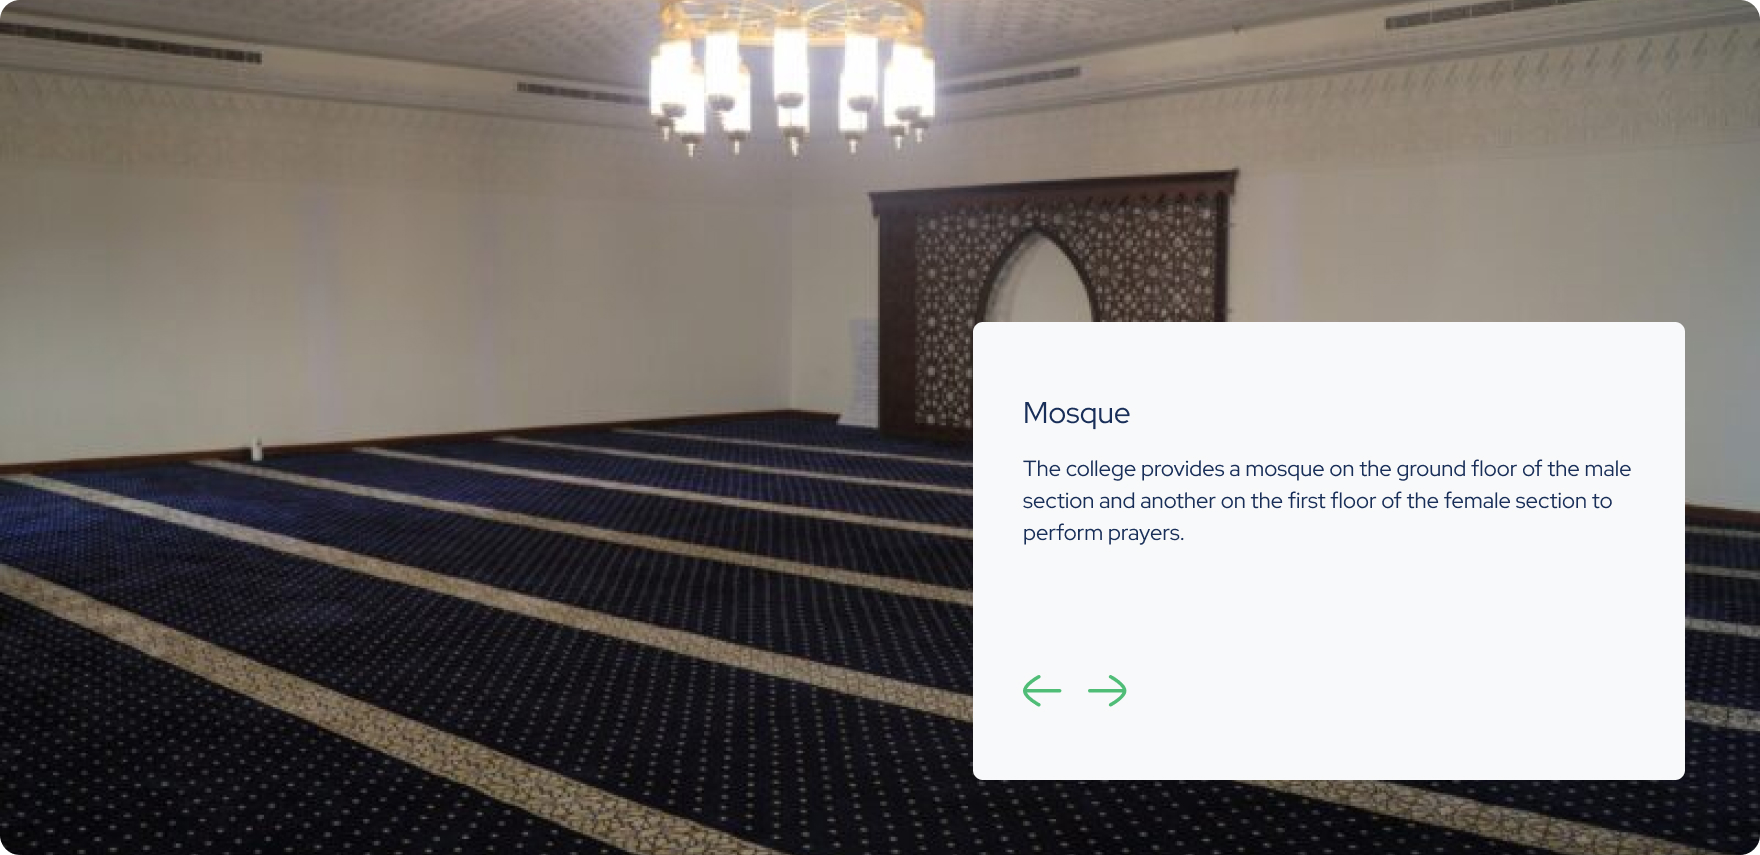 Mosque
The college provides a mosque on the ground floor of the male
section and another on the first floor of the female section to
perform prayers.